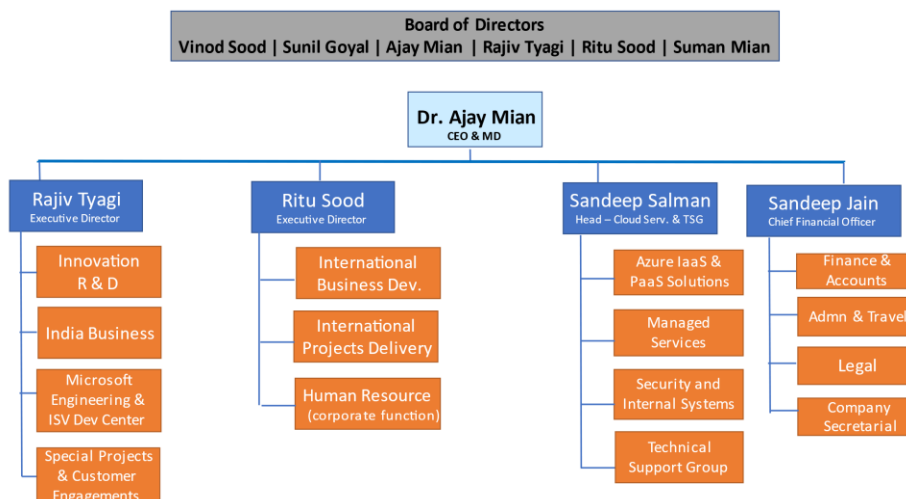 Board of Directors
Vinod Sood | Sunil Goyal | Ajay Mian | Rajiv Tyagi | Ritu Sood | Suman Mian
Dr. Ajay Mian
CEO & MD
Rajiv Tyagi
Executive Director
Innovation
R & D
India Business
Microsoft
Engineering &
ISV Dev Center
Special Projects
& Customer
Engagements
Ritu Sood
Executive Director
International
Business Dev.
International
Projects Delivery
Human Resource
(corporate function)
Sandeep Salman
Head – Cloud Serv. & TSG
Azure IaaS &
PaaS Solutions
Managed
Services
Security and
Internal Systems
Technical
Support Group
Sandeep Jain
Chief Financial Officer
Finance &
Accounts
Admn & Travel
Legal
Company
Secretarial